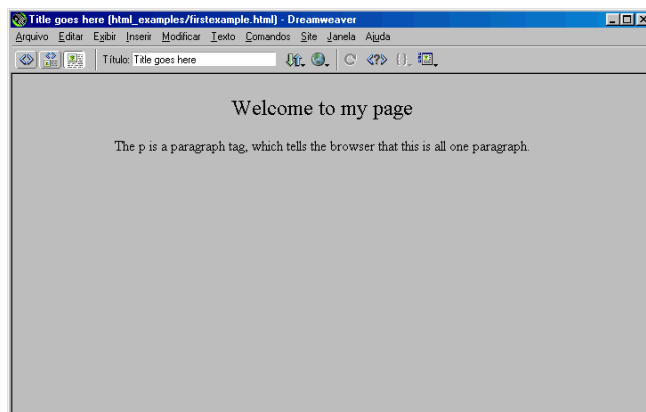 Title goes here (html_examples/firstexample.html) - Dreamweaver
Arquivo Editar Exibir Inserir Modificar Texto Comandos Site Janela Ajuda
Título: Title goes here
Welcome to my page
The p is a paragraph tag, which tells the browser that this is all one paragraph.